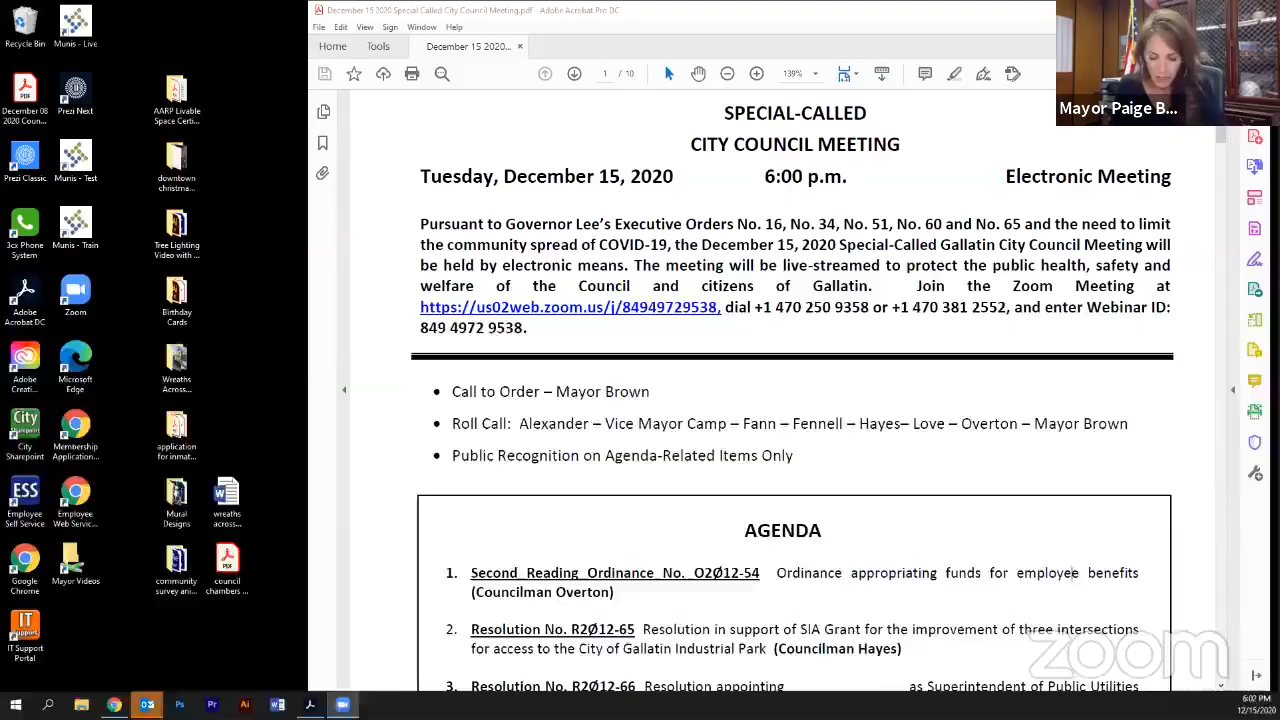 December 15 2020 Special Called City Council Meeting.pdf - Adobe Acrobat Pro DC
File Edit View Sign Window Help
Home Tools December 15 2020... ×
1 / 10 139%
Mayor Paige B...
SPECIAL-CALLED
CITY COUNCIL MEETING
Tuesday, December 15, 2020 6:00 p.m. Electronic Meeting
Pursuant to Governor Lee's Executive Orders No. 16, No. 34, No. 51, No. 60 and No. 65 and the need to limit
the community spread of COVID-19, the December 15, 2020 Special-Called Gallatin City Council Meeting will
be held by electronic means. The meeting will be live-streamed to protect the public health, safety and
welfare of the Council and citizens of Gallatin. Join the Zoom Meeting at
https://us02web.zoom.us/j/84949729538, dial +1 470 250 9358 or +1 470 381 2552, and enter Webinar ID:
849 4972 9538.
• Call to Order – Mayor Brown
• Roll Call: Alexander – Vice Mayor Camp – Fann – Fennell – Hayes– Love – Overton – Mayor Brown
• Public Recognition on Agenda-Related Items Only
AGENDA
1. Second Reading Ordinance No. O2Ø12-54 Ordinance appropriating funds for employee benefits
(Councilman Overton)
2. Resolution No. R2Ø12-65 Resolution in support of SIA Grant for the improvement of three intersections
for access to the City of Gallatin Industrial Park (Councilman Hayes)
3. Resolution No. R2Ø12-66 Resolution appointing as Superintendent of Public Utilities
zoom
Recycle Bin
Munis - Live
December 08
2020 Coun...
Prezi Next
AARP Livable
Space Certi...
Prezi Classic
Munis - Test
downtown
christmas...
3cx Phone
System
Munis - Train
Tree Lighting
Video with ...
Adobe
Acrobat DC
Zoom
Birthday
Cards
Adobe
Creati...
Microsoft
Edge
Wreaths
Across...
City
City
Sharepoint
Membership
Application...
application
for inmat...
ESS
Employee
Self Service
Employee
Web Servic...
Mural
Designs
wreaths
across...
Google
Chrome
Mayor Videos
community
survey ani...
council
chambers ...
IT
Support
IT Support
Portal
6:02 PM
12/15/2020